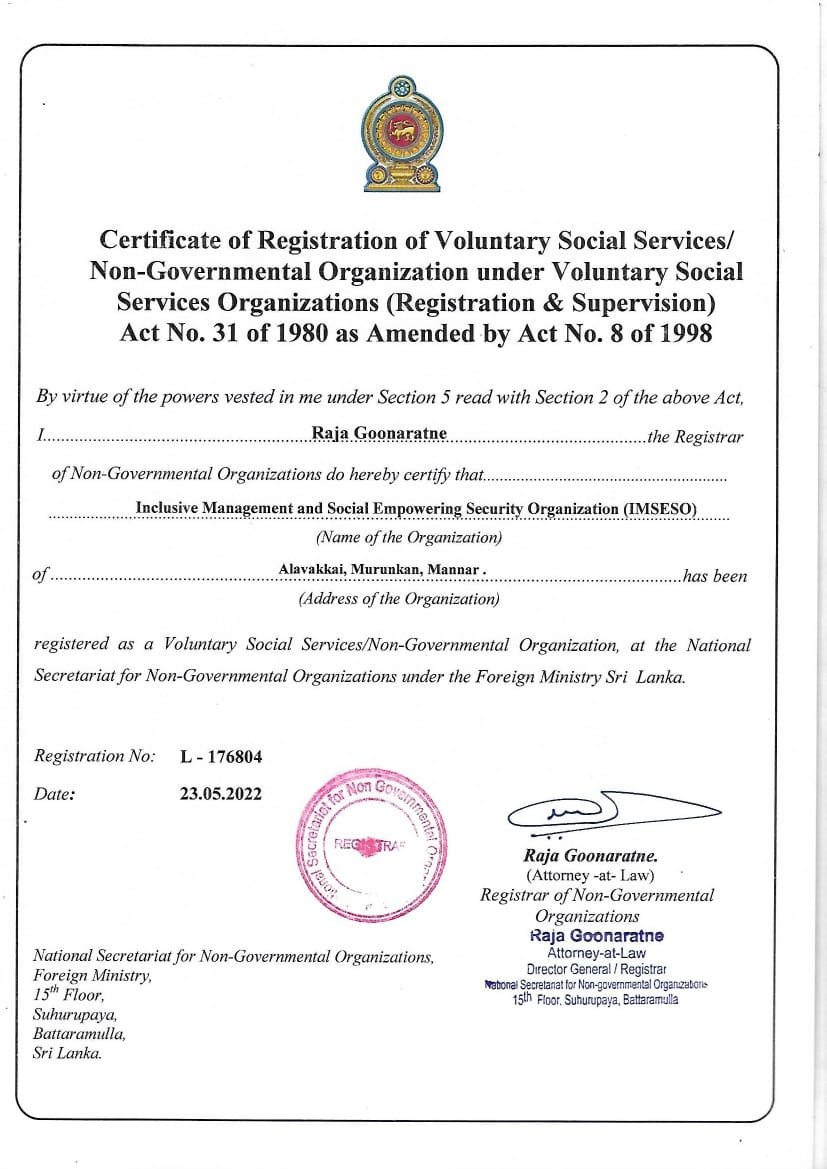 Certificate of Registration of Voluntary Social Services/
Non-Governmental Organization under Voluntary Social
Services Organizations (Registration & Supervision)
Act No. 31 of 1980 as Amended by Act No. 8 of 1998
By virtue of the powers vested in me under Section 5 read with Section 2 of the above Act,
I..........Raja Goonaratne..........the Registrar
of Non-Governmental Organizations do hereby certify that..........
Inclusive Management and Social Empowering Security Organization (IMSESO)
(Name of the Organization)
of..........Alavakkai, Murunkan, Mannar ...........has been
(Address of the Organization)
registered as a Voluntary Social Services/Non-Governmental Organization, at the National
Secretariat for Non-Governmental Organizations under the Foreign Ministry Sri Lanka.
Registration No: L - 176804
Date: 23.05.2022
Secretariat for Non Governmental
REGISTRAR
Raja Goonaratne.
(Attorney -at- Law)
Registrar of Non-Governmental
Organizations
Raja Goonaratne
Attorney-at-Law
Director General / Registrar
National Secretariat for Non-governmental Organizations
15th Floor, Suhurupaya, Battaramulla
National Secretariat for Non-Governmental Organizations,
Foreign Ministry,
15th Floor,
Suhurupaya,
Battaramulla,
Sri Lanka.